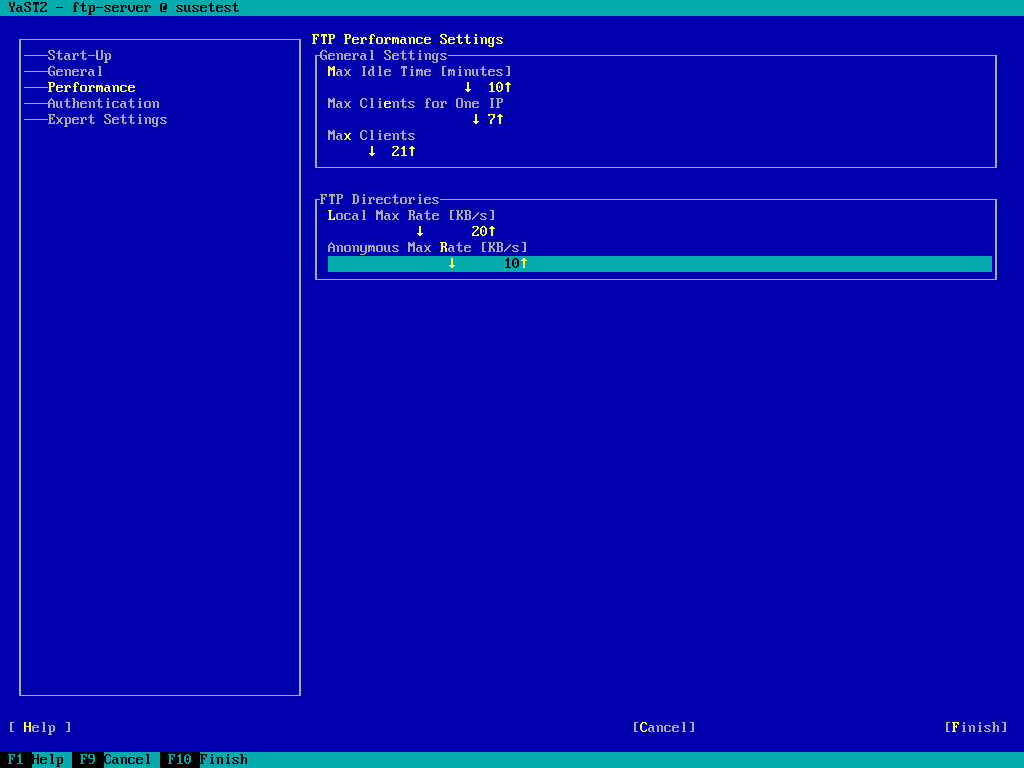 YaST2 - ftp-server @ susetest
Start-Up
General
Performance
Authentication
Expert Settings
FTP Performance Settings
General Settings
Max Idle Time [minutes]
↓ 10↑
Max Clients for One IP
↓ 7↑
Max Clients
↓ 21↑
FTP Directories
Local Max Rate [KB/s]
↓ 20↑
Anonymous Max Rate [KB/s]
↓ 10↑
[ Help ] [Cancel] [Finish]
F1 Help F9 Cancel F10 Finish